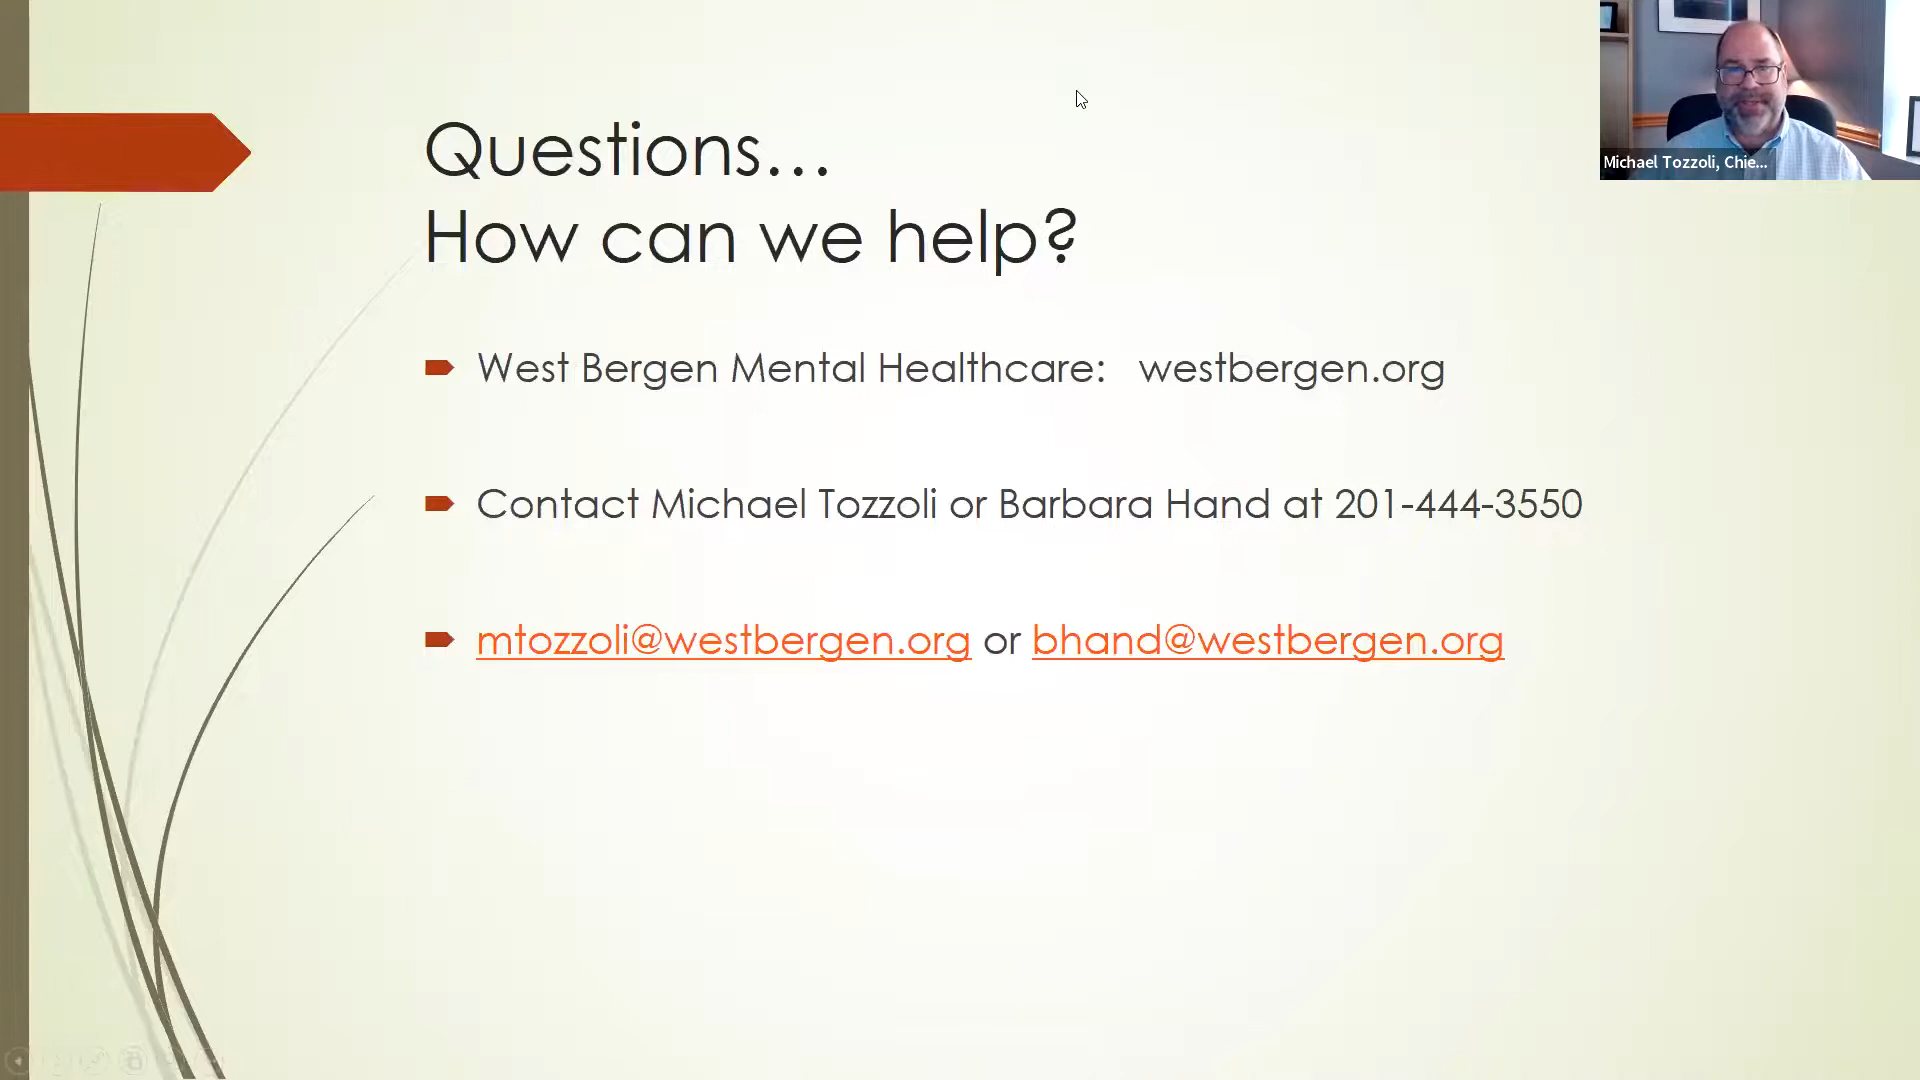 Questions…
How can we help?
West Bergen Mental Healthcare: westbergen.org
Contact Michael Tozzoli or Barbara Hand at 201-444-3550
mtozzoli@westbergen.org or bhand@westbergen.org
Michael Tozzoli, Chie...